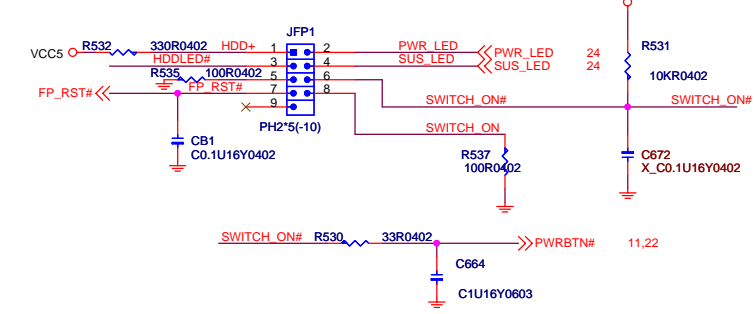 JFP1
R532 330R0402 HDD+ 1 2 PWR_LED PWR_LED 24
VCC5
HDDLED# 3 4 SUS_LED SUS_LED 24
R531
10KR0402
R535 100R0402 5 6
FP_RST# FP_RST# 7 8
SWITCH_ON# SWITCH_ON#
9
PH2*5(-10)
SWITCH_ON
CB1
C0.1U16Y0402
R537
100R0402
C672
X_C0.1U16Y0402
SWITCH_ON# R530 33R0402 PWRBTN# 11,22
C664
C1U16Y0603